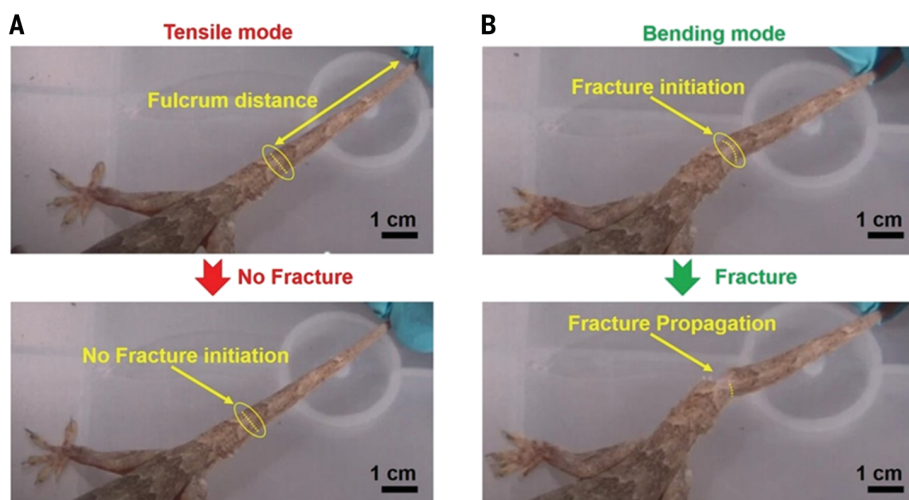 A
Tensile mode
Fulcrum distance
1 cm
No Fracture
No Fracture initiation
1 cm
B
Bending mode
Fracture initiation
1 cm
Fracture
Fracture Propagation
1 cm